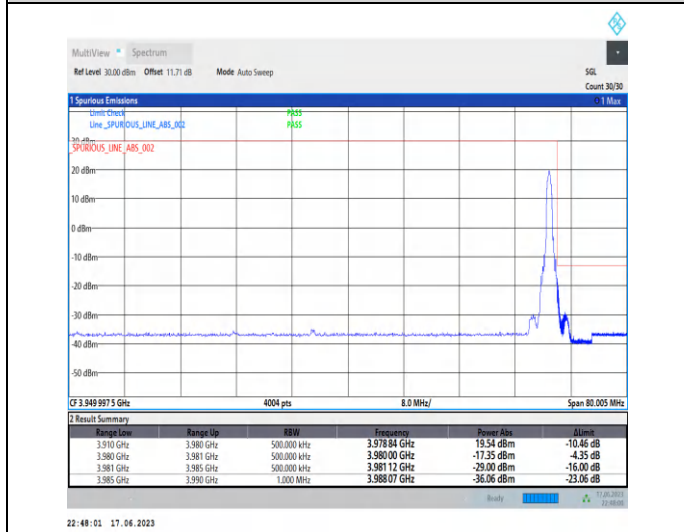 MultiView Spectrum
Ref Level 30.00 dBm Offset 11.71 dB Mode Auto Sweep SGL
Count 30/30
1 Spurious Emissions 1 Max
Limit Check PASS
Line _SPURIOUS_LINE_ABS_002 PASS
30 dBm
_SPURIOUS_LINE_ABS_002
20 dBm
10 dBm
0 dBm
-10 dBm
-20 dBm
-30 dBm
-40 dBm
-50 dBm
CF 3.949 997 5 GHz 4004 pts 8.0 MHz/ Span 80.005 MHz
2 Result Summary
Range Low Range Up RBW Frequency Power Abs ΔLimit
3.910 GHz 3.980 GHz 500.000 kHz 3.978 84 GHz 19.54 dBm -10.46 dB
3.980 GHz 3.981 GHz 500.000 kHz 3.980 00 GHz -17.35 dBm -4.35 dB
3.981 GHz 3.985 GHz 500.000 kHz 3.981 12 GHz -29.00 dBm -16.00 dB
3.985 GHz 3.990 GHz 1.000 MHz 3.988 07 GHz -36.06 dBm -23.06 dB
Ready
22:48:01 17.06.2023